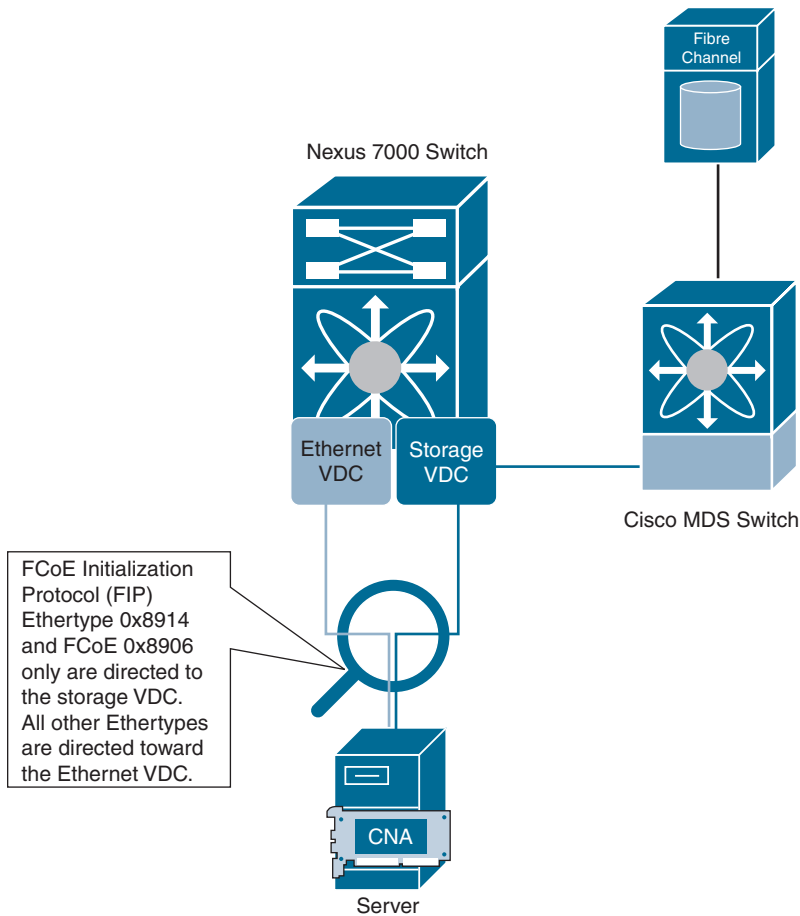 Fibre
Channel
Nexus 7000 Switch
Ethernet
VDC
Storage
VDC
Cisco MDS Switch
FCoE Initialization
Protocol (FIP)
Ethertype 0x8914
and FCoE 0x8906
only are directed to
the storage VDC.
All other Ethertypes
are directed toward
the Ethernet VDC.
CNA
Server